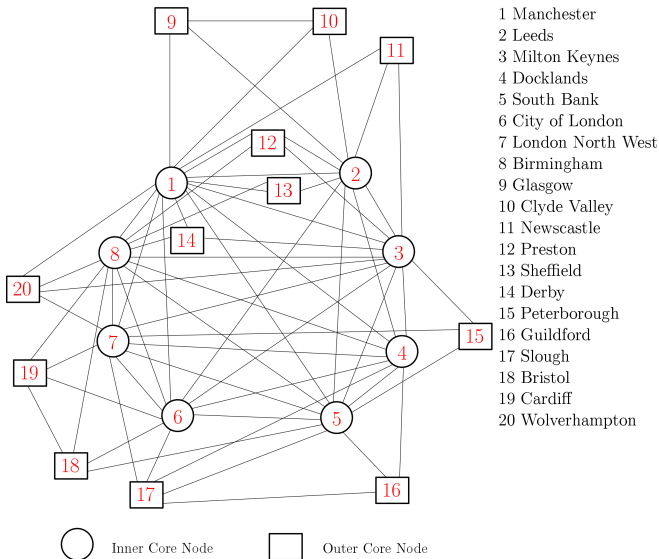 9
10
11
12
2
1
13
14
8
3
20
15
7
4
19
6
5
18
17
16
1 Manchester
2 Leeds
3 Milton Keynes
4 Docklands
5 South Bank
6 City of London
7 London North West
8 Birmingham
9 Glasgow
10 Clyde Valley
11 Newscastle
12 Preston
13 Sheffield
14 Derby
15 Peterborough
16 Guildford
17 Slough
18 Bristol
19 Cardiff
20 Wolverhampton
Inner Core Node
Outer Core Node